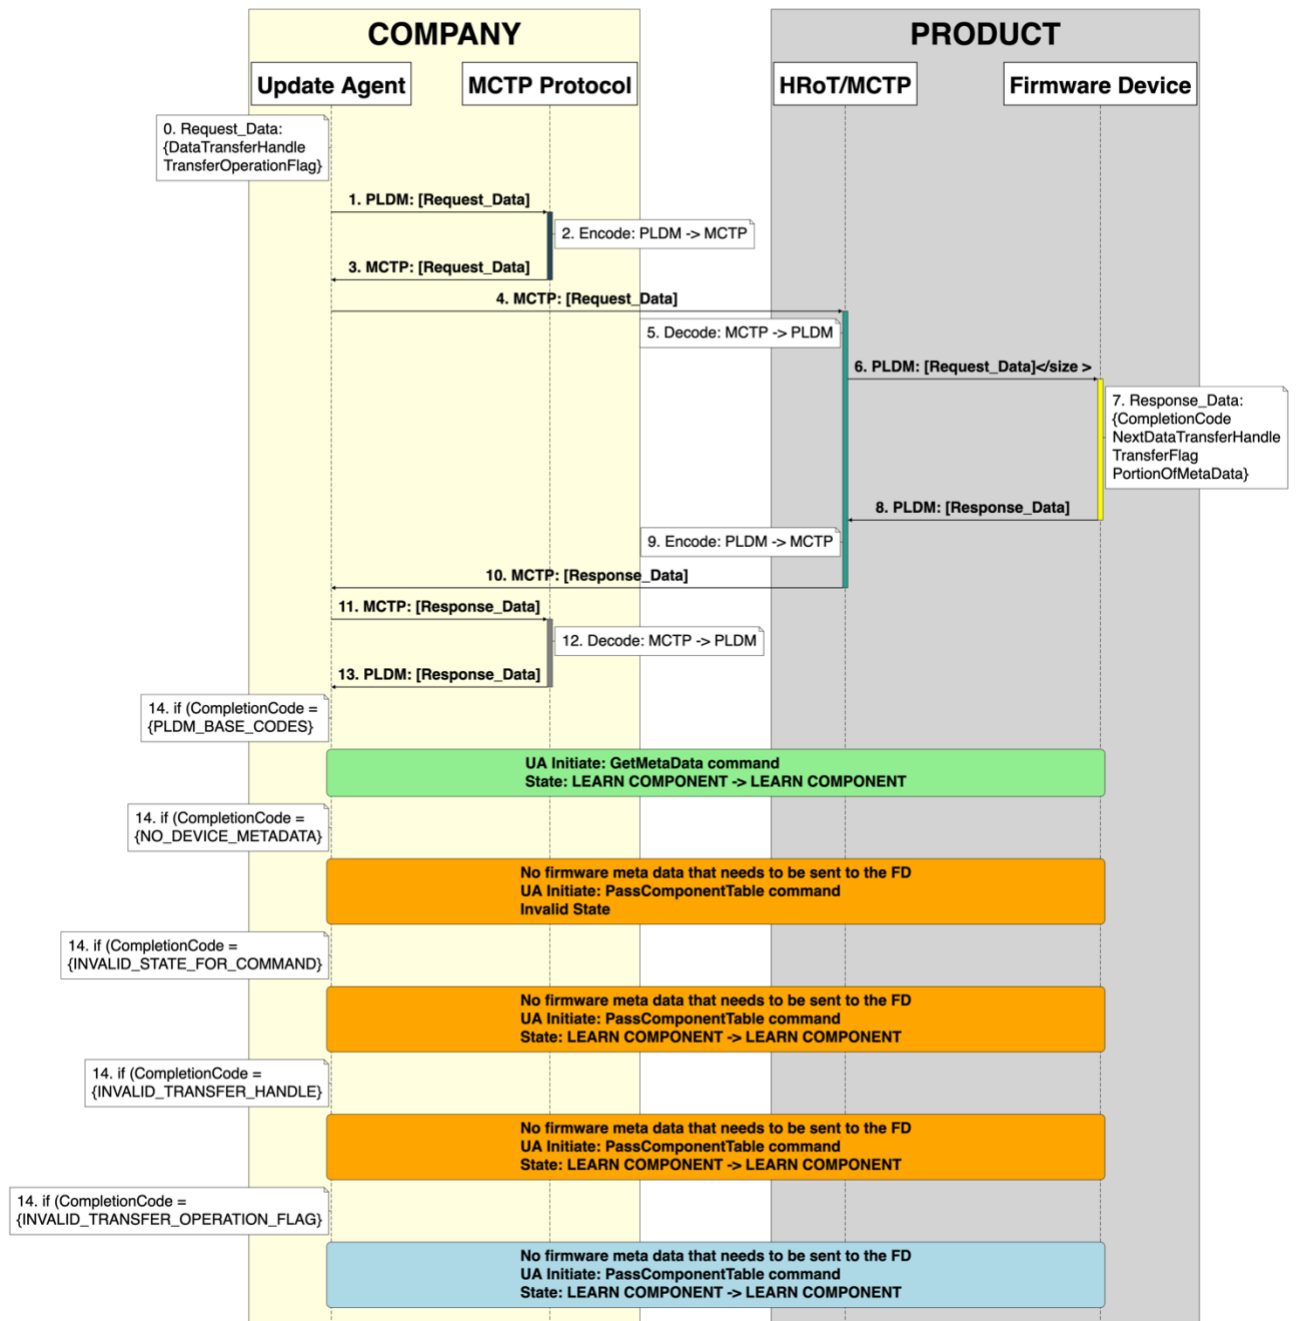 COMPANY
PRODUCT
Update Agent
MCTP Protocol
HRoT/MCTP
Firmware Device
0. Request_Data:
{DataTransferHandle
TransferOperationFlag}
1. PLDM: [Request_Data]
2. Encode: PLDM -> MCTP
3. MCTP: [Request_Data]
4. MCTP: [Request_Data]
5. Decode: MCTP -> PLDM
6. PLDM: [Request_Data]</size >
7. Response_Data:
{CompletionCode
NextDataTransferHandle
TransferFlag
PortionOfMetaData}
8. PLDM: [Response_Data]
9. Encode: PLDM -> MCTP
10. MCTP: [Response_Data]
11. MCTP: [Response_Data]
12. Decode: MCTP -> PLDM
13. PLDM: [Response_Data]
14. if (CompletionCode =
{PLDM_BASE_CODES}
UA Initiate: GetMetaData command
State: LEARN COMPONENT -> LEARN COMPONENT
14. if (CompletionCode =
{NO_DEVICE_METADATA}
No firmware meta data that needs to be sent to the FD
UA Initiate: PassComponentTable command
Invalid State
14. if (CompletionCode =
{INVALID_STATE_FOR_COMMAND}
No firmware meta data that needs to be sent to the FD
UA Initiate: PassComponentTable command
State: LEARN COMPONENT -> LEARN COMPONENT
14. if (CompletionCode =
{INVALID_TRANSFER_HANDLE}
No firmware meta data that needs to be sent to the FD
UA Initiate: PassComponentTable command
State: LEARN COMPONENT -> LEARN COMPONENT
14. if (CompletionCode =
{INVALID_TRANSFER_OPERATION_FLAG}
No firmware meta data that needs to be sent to the FD
UA Initiate: PassComponentTable command
State: LEARN COMPONENT -> LEARN COMPONENT